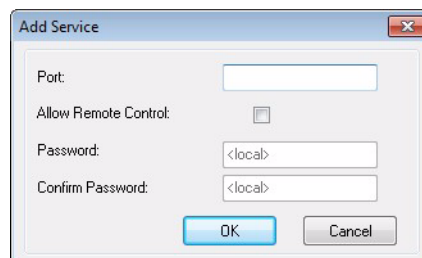 Add Service
Port:
Allow Remote Control:
Password: <local>
Confirm Password: <local>
OK Cancel